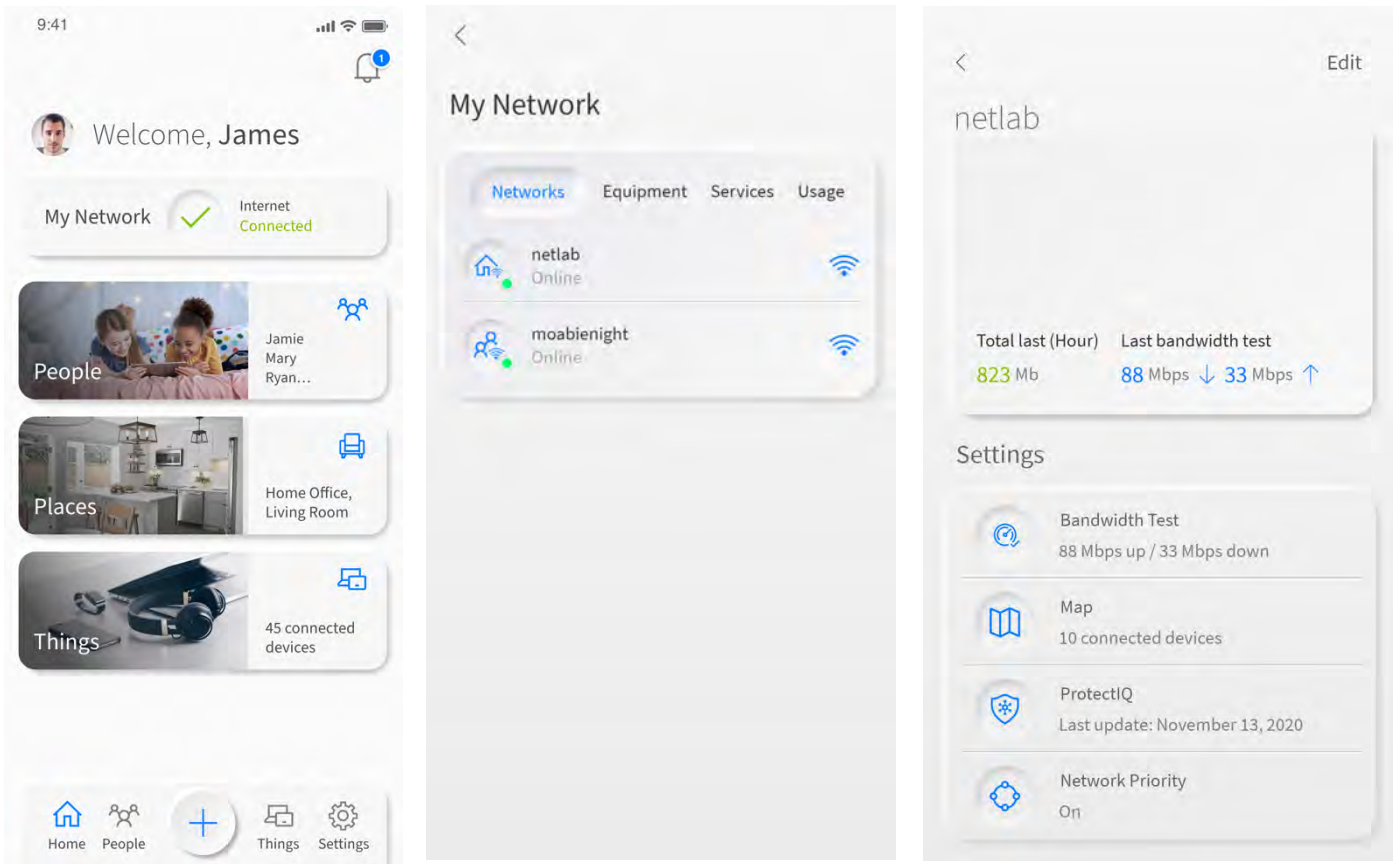 9:41
1
Welcome, James
My Network
Internet
Connected
People
Jamie
Mary
Ryan...
Places
Home Office,
Living Room
Things
45 connected
devices
Home People Things Settings
My Network
Networks Equipment Services Usage
netlab
Online
moabienight
Online
Edit
netlab
Total last (Hour) Last bandwidth test
823 Mb 88 Mbps ↓ 33 Mbps ↑
Settings
Bandwidth Test
88 Mbps up / 33 Mbps down
Map
10 connected devices
ProtectIQ
Last update: November 13, 2020
Network Priority
On